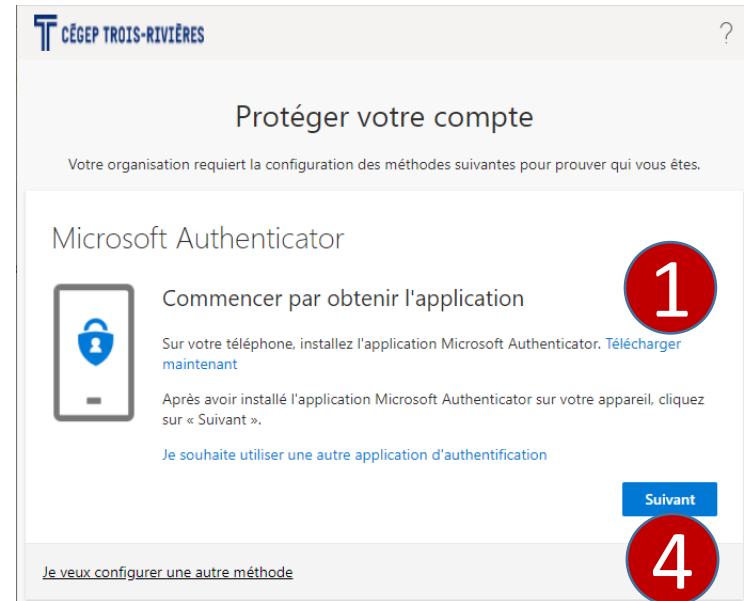 CÉGEP TROIS-RIVIÈRES
?
Protéger votre compte
Votre organisation requiert la configuration des méthodes suivantes pour prouver qui vous êtes.
Microsoft Authenticator
1
Commencer par obtenir l'application
Sur votre téléphone, installez l'application Microsoft Authenticator. Télécharger
maintenant
Après avoir installé l'application Microsoft Authenticator sur votre appareil, cliquez
sur « Suivant ».
Je souhaite utiliser une autre application d'authentification
Suivant
4
Je veux configurer une autre méthode